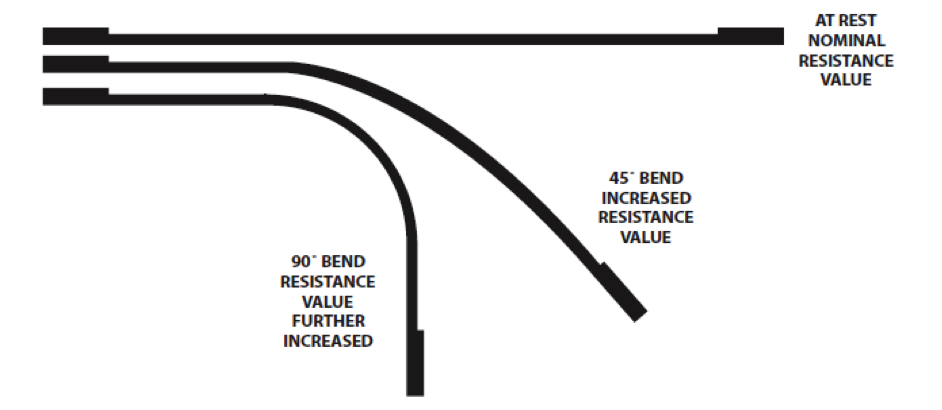 AT REST
NOMINAL
RESISTANCE
VALUE
45° BEND
INCREASED
RESISTANCE
VALUE
90° BEND
RESISTANCE
VALUE
FURTHER
INCREASED